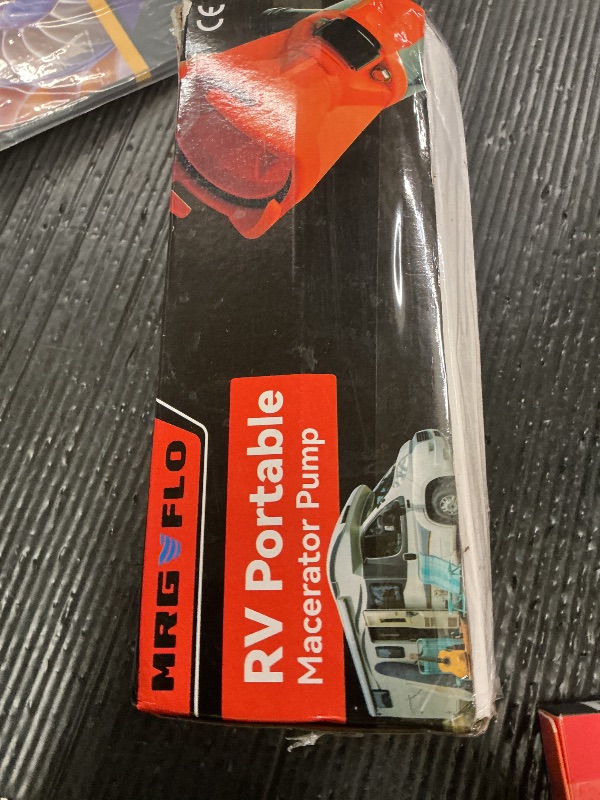 CE
MRG FLO
RV Portable
Macerator Pump